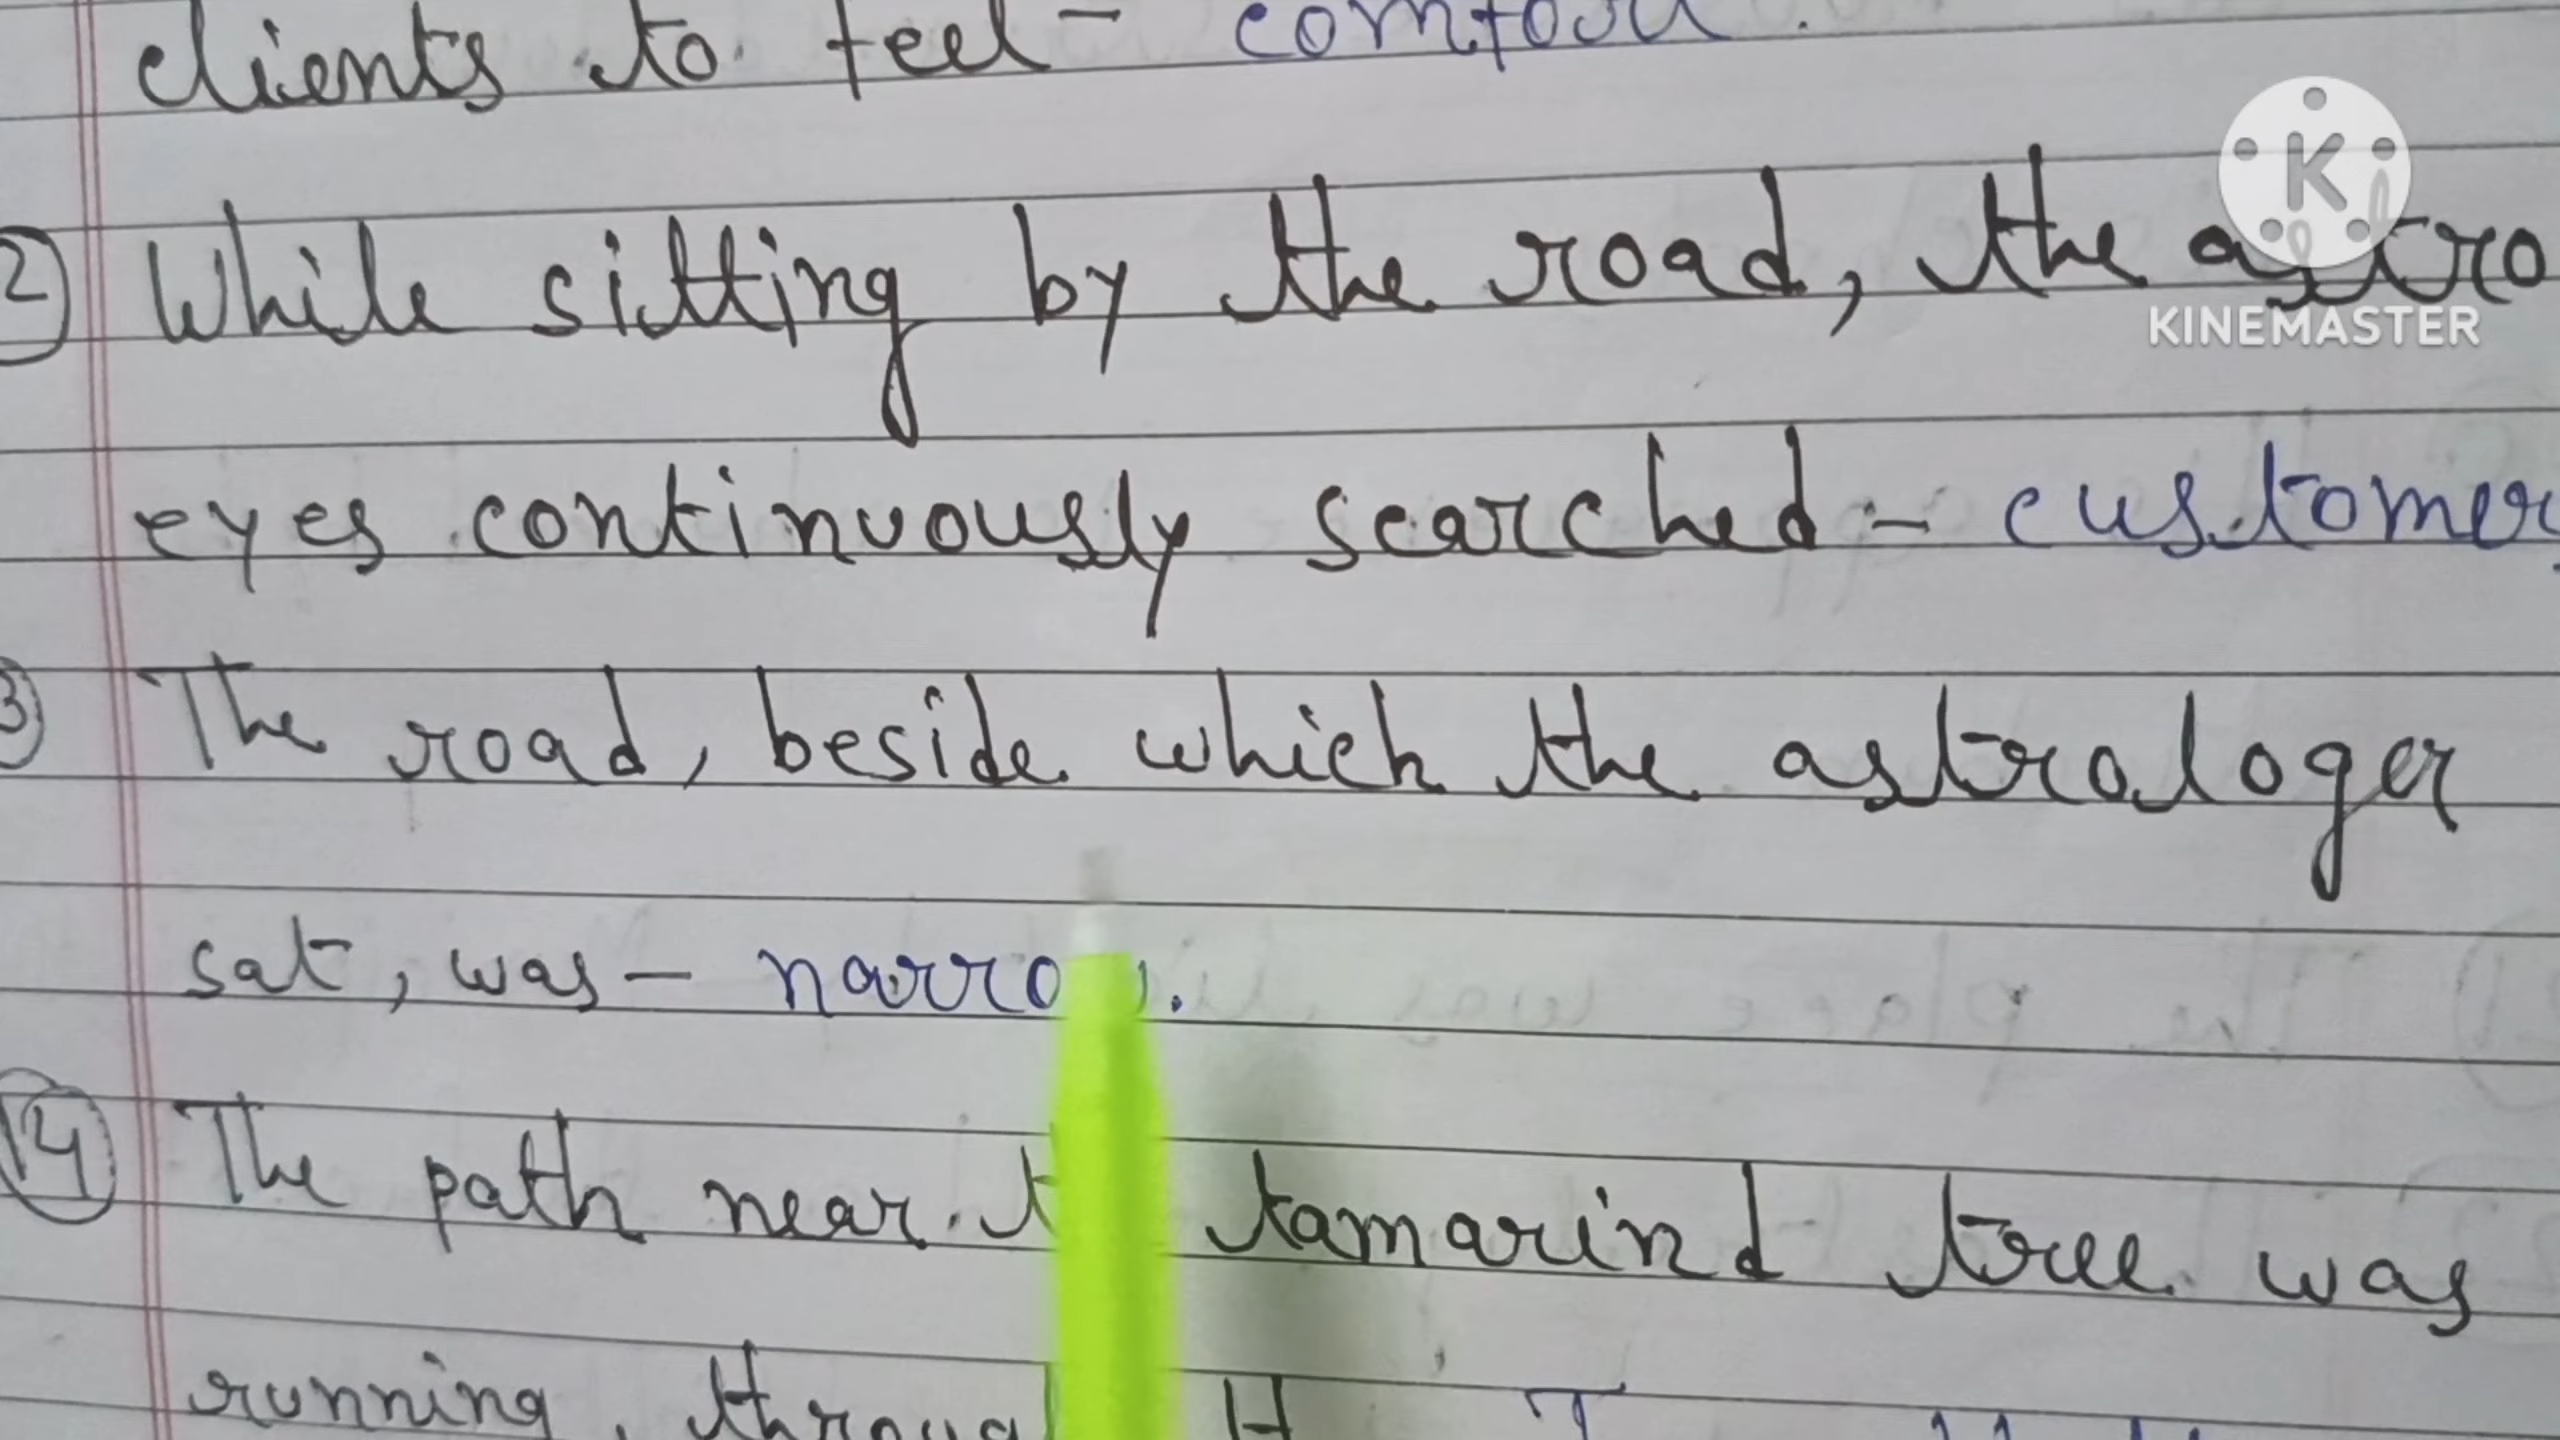 clients to feel - comfort.
2 While sitting by the road, the astro
KINEMASTER
eyes continuously searched - customer
3 The road, beside which the astrologer
sat, was - narrow.
14 The path near the tamarind tree was
running